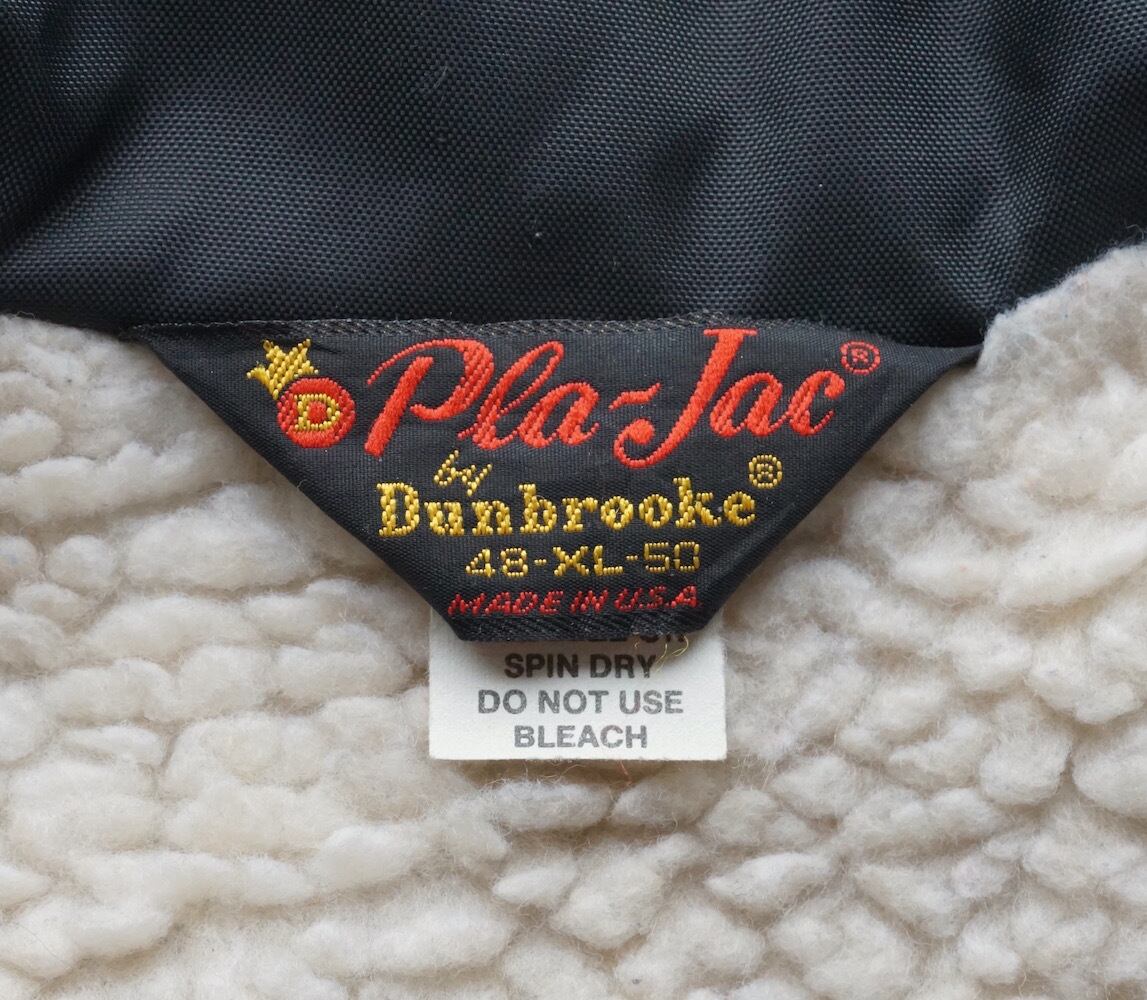 D
Pla-Jac®
by
Dunbrooke®
48-XL-50
MADE IN U.S.A
SPIN DRY
DO NOT USE
BLEACH